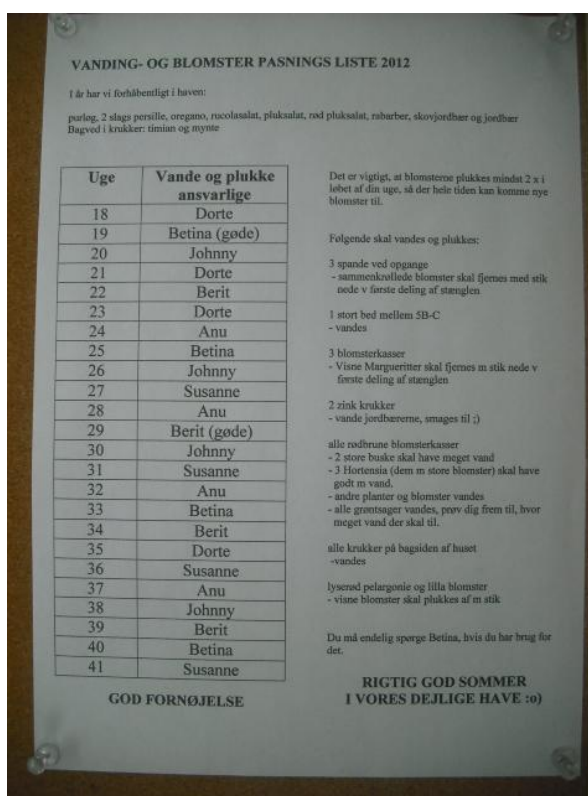 VANDING- OG BLOMSTER PASNINGS LISTE 2012
I år har vi forhåbentligt i haven:
purløg, 2 slags persille, oregano, rucolasalat, pluksalat, rød pluksalat, rabarber, skovjordbær og jordbær
Bagved i krukker: timian og mynte
Uge Vande og plukke
ansvarlige
18 Dorte
19 Betina (gøde)
20 Johnny
21 Dorte
22 Berit
23 Dorte
24 Anu
25 Betina
26 Johnny
27 Susanne
28 Anu
29 Berit (gøde)
30 Johnny
31 Susanne
32 Anu
33 Betina
34 Berit
35 Dorte
36 Susanne
37 Anu
38 Johnny
39 Berit
40 Betina
41 Susanne
GOD FORNØJELSE
Det er vigtigt, at blomsterne plukkes mindst 2 x i
løbet af din uge, så der hele tiden kan komme nye
blomster til.
Følgende skal vandes og plukkes:
3 spande ved opgange
- sammenkrøllede blomster skal fjernes med stik
nede v første deling af stænglen
1 stort bed mellem 5B-C
- vandes
3 blomsterkasser
- Visne Margueritter skal fjernes m stik nede v
første deling af stænglen
2 zink krukker
- vande jordbærerne, smages til ;)
alle rødbrune blomsterkasser
- 2 store buske skal have meget vand
- 3 Hortensia (dem m store blomster) skal have
godt m vand.
- andre planter og blomster vandes
- alle grøntsager vandes, prøv dig frem til, hvor
meget vand der skal til.
alle krukker på bagsiden af huset
-vandes
lyserød pelargonie og lilla blomster
- visne blomster skal plukkes af m stik
Du må endelig spørge Betina, hvis du har brug for
det.
RIGTIG GOD SOMMER
I VORES DEJLIGE HAVE :o)